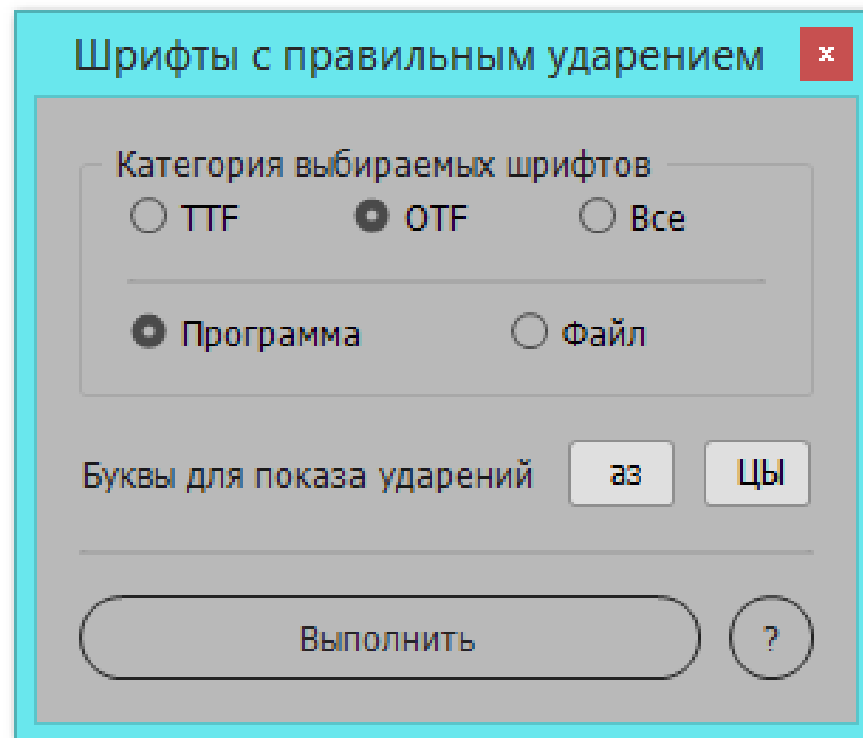 Шрифты с правильным ударением x
Категория выбираемых шрифтов
TTF OTF Все
Программа Файл
Буквы для показа ударений аз ЦЫ
Выполнить ?